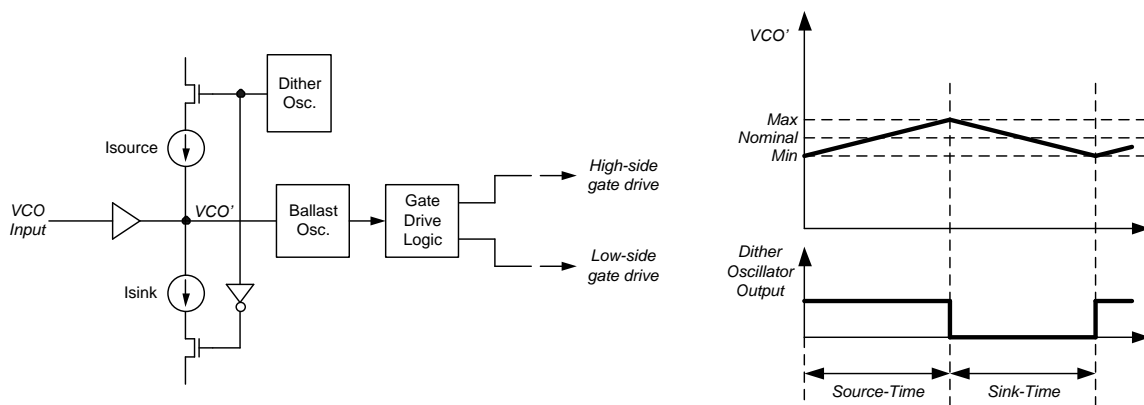 Dither
Osc.
Isource
VCO
Input
VCO’
Ballast
Osc.
Gate
Drive
Logic
High-side
gate drive
Low-side
gate drive
Isink
VCO’
Max
Nominal
Min
Dither
Oscillator
Output
Source-Time
Sink-Time